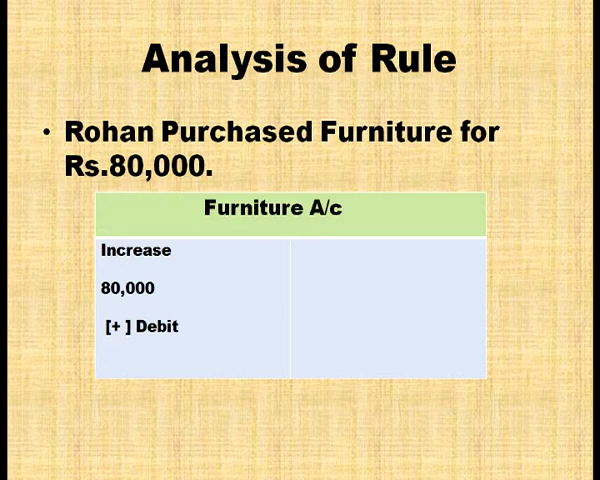 Analysis of Rule
• Rohan Purchased Furniture for
Rs.80,000.
Furniture A/c
Increase
80,000
[+ ] Debit